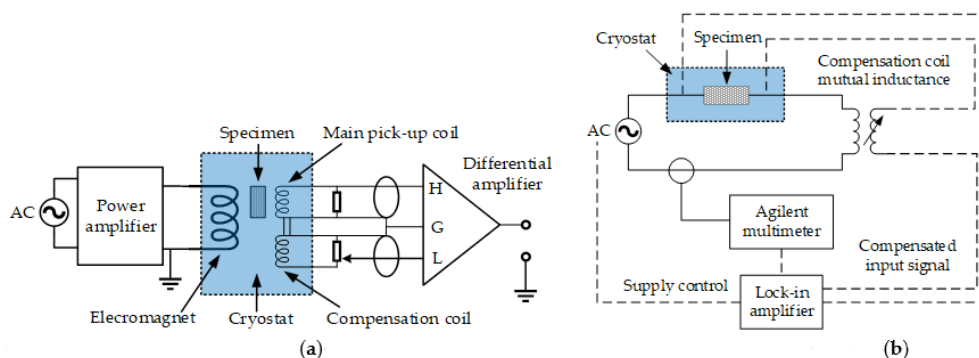 Specimen
Main pick-up coil
Differential
amplifier
AC
Power
amplifier
H
G
L
Elecromagnet
Cryostat
Compensation coil
(a)
(b)
Cryostat
Specimen
Compensation coil
mutual inductance
AC
Agilent
multimeter
Compensated
input signal
Supply control
Lock-in
amplifier